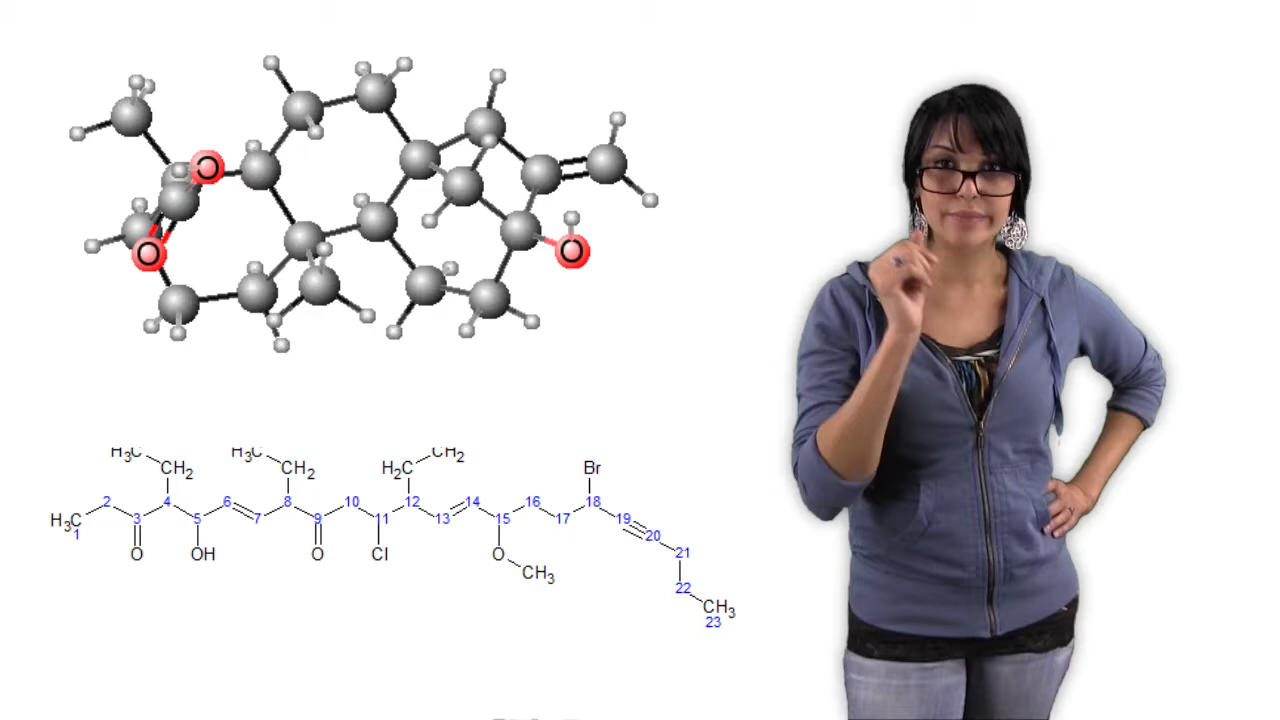 O
O
O
H₃C H₃C CH₂
CH₂ CH₂ H₂C Br
2 4 6 8 10 12 14 16 18
H₃C 3 5 7 9 11 13 15 17 19
1 20
O OH O Cl O 21
CH₃
22
CH₃
23